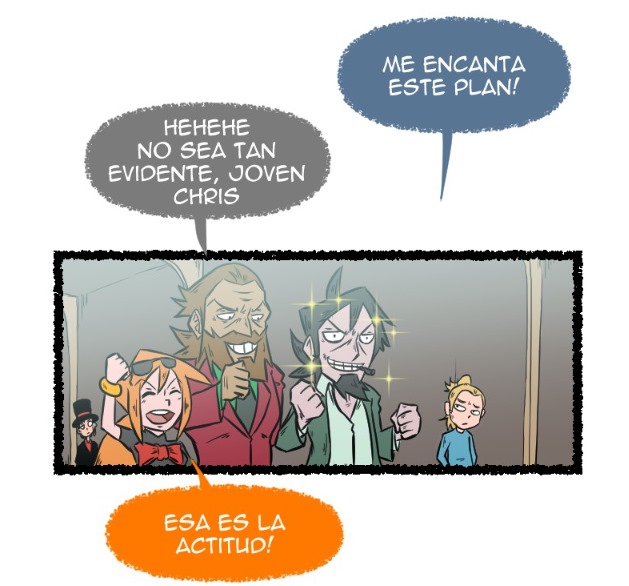 ME ENCANTA
ESTE PLAN!
HEHEHE
NO SEA TAN
EVIDENTE, JOVEN
CHRIS
ESA ES LA
ACTITUD!